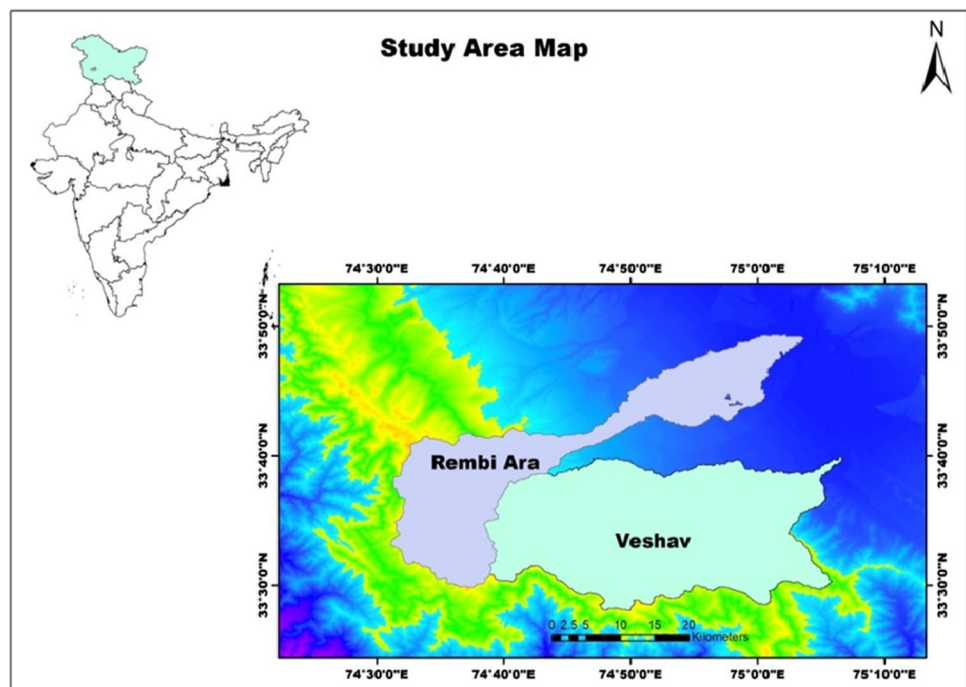 Study Area Map
N
74°30'0"E 74°40'0"E 74°50'0"E 75°0'0"E 75°10'0"E
33°50'0"N 33°50'0"N
33°40'0"N 33°40'0"N
Rembi Ara
Veshav
33°30'0"N 33°30'0"N
0 2.5 5 10 15 20
Kilometers
74°30'0"E 74°40'0"E 74°50'0"E 75°0'0"E 75°10'0"E